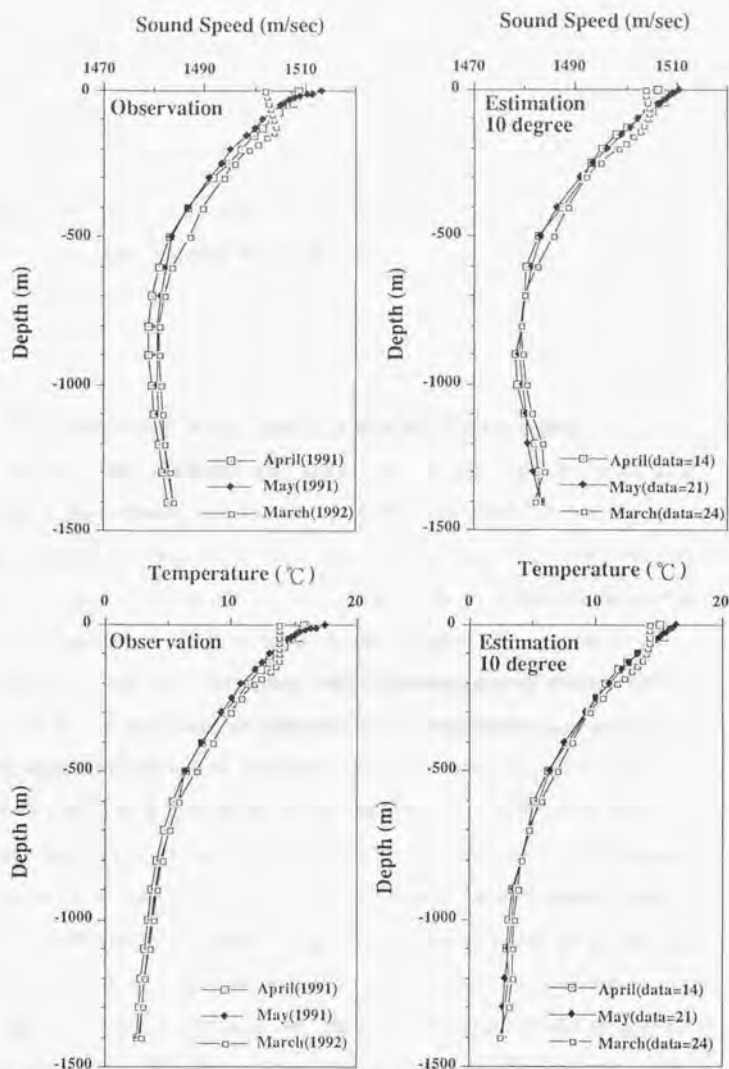 Sound Speed (m/sec)
1470 1490 1510
0
-500
-1000
-1500
Depth (m)
Observation
April(1991)
May(1991)
March(1992)
Sound Speed (m/sec)
1470 1490 1510
0
-500
-1000
-1500
Depth (m)
Estimation
10 degree
April(data=14)
May(data=21)
March(data=24)
Temperature (℃)
0 10 20
0
-500
-1000
-1500
Depth (m)
Observation
April(1991)
May(1991)
March(1992)
Temperature (℃)
0 10 20
0
-500
-1000
-1500
Depth (m)
Estimation
10 degree
April(data=14)
May(data=21)
March(data=24)